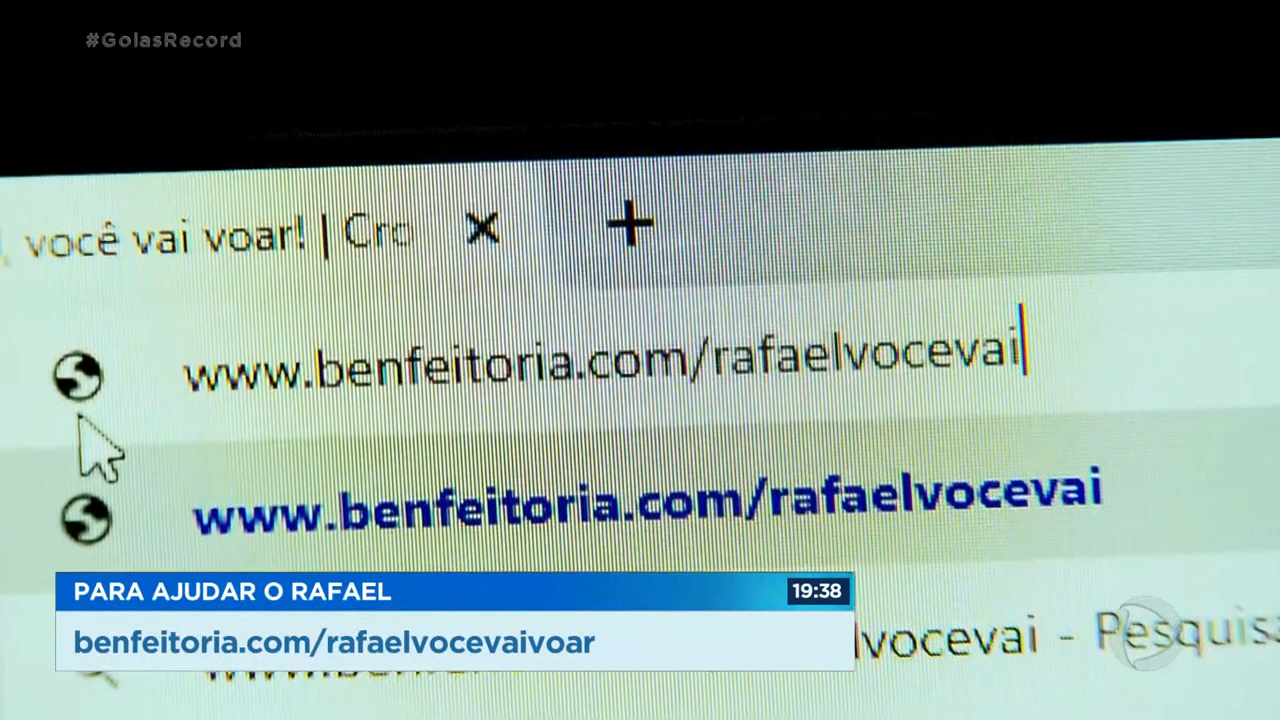 #GoiasRecord
, você vai voar! | Cro
www.benfeitoria.com/rafaelvocevai
www.benfeitoria.com/rafaelvocevai
PARA AJUDAR O RAFAEL 19:38
benfeitoria.com/rafaelvocevaivoar
lvocevai - Pesquisa